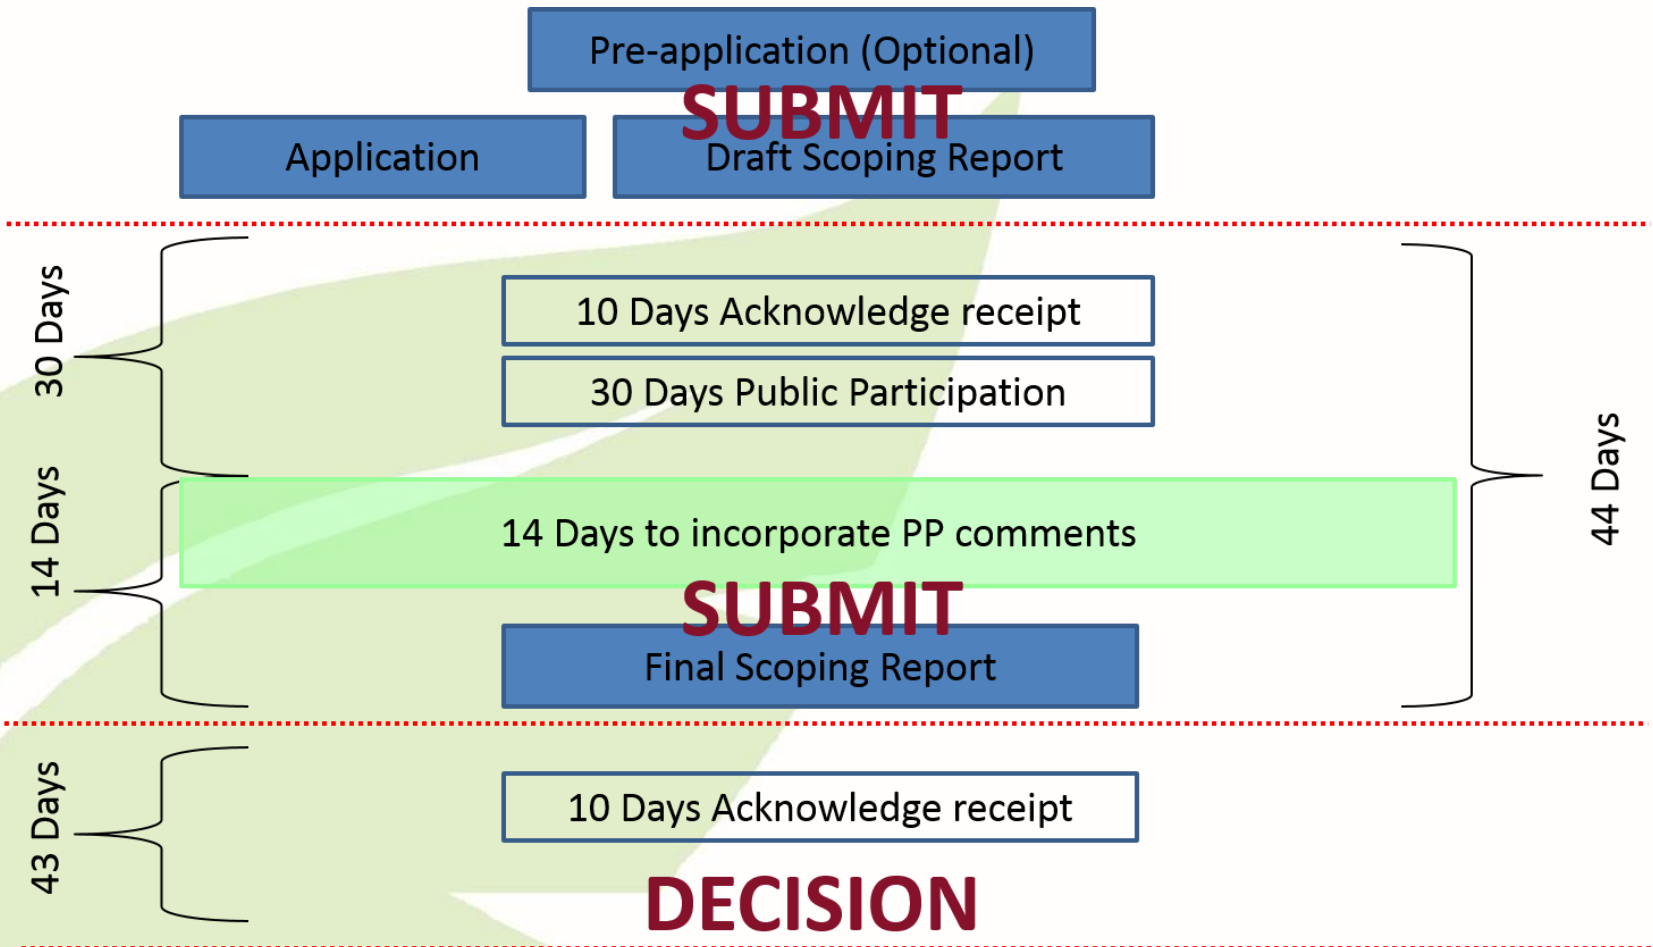 Pre-application (Optional)
SUBMIT
Application
Draft Scoping Report
30 Days
10 Days Acknowledge receipt
30 Days Public Participation
44 Days
14 Days
14 Days to incorporate PP comments
SUBMIT
Final Scoping Report
43 Days
10 Days Acknowledge receipt
DECISION